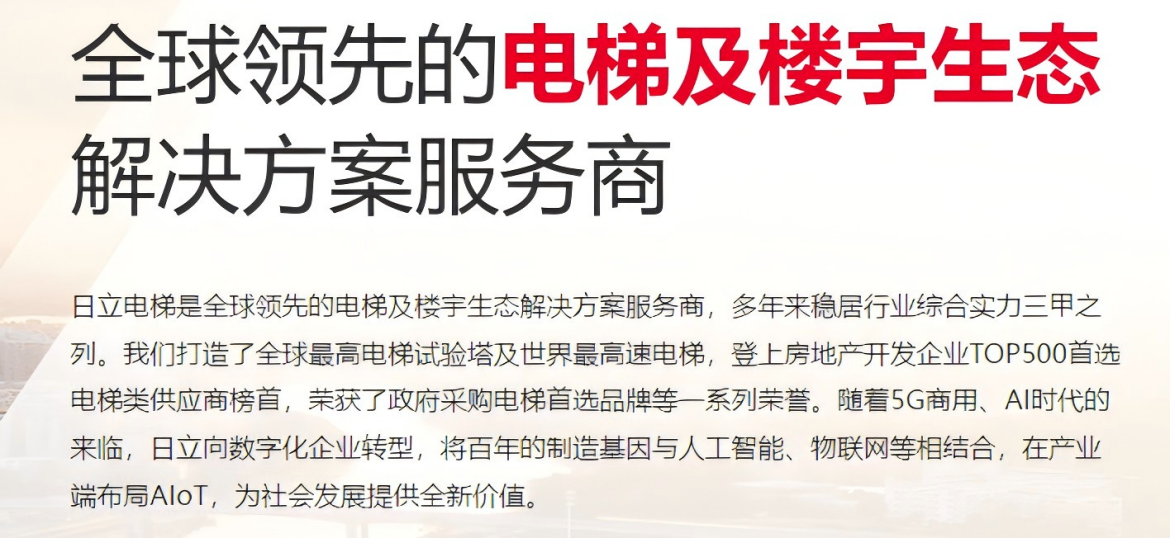 全球领先的电梯及楼宇生态
解决方案服务商
日立电梯是全球领先的电梯及楼宇生态解决方案服务商，多年来稳居行业综合实力三甲之
列。我们打造了全球最高电梯试验塔及世界最高速电梯，登上房地产开发企业TOP500首选
电梯类供应商榜首，荣获了政府采购电梯首选品牌等一系列荣誉。随着5G商用、AI时代的
来临，日立向数字化企业转型，将百年的制造基因与人工智能、物联网等相结合，在产业
端布局AIoT，为社会发展提供全新价值。